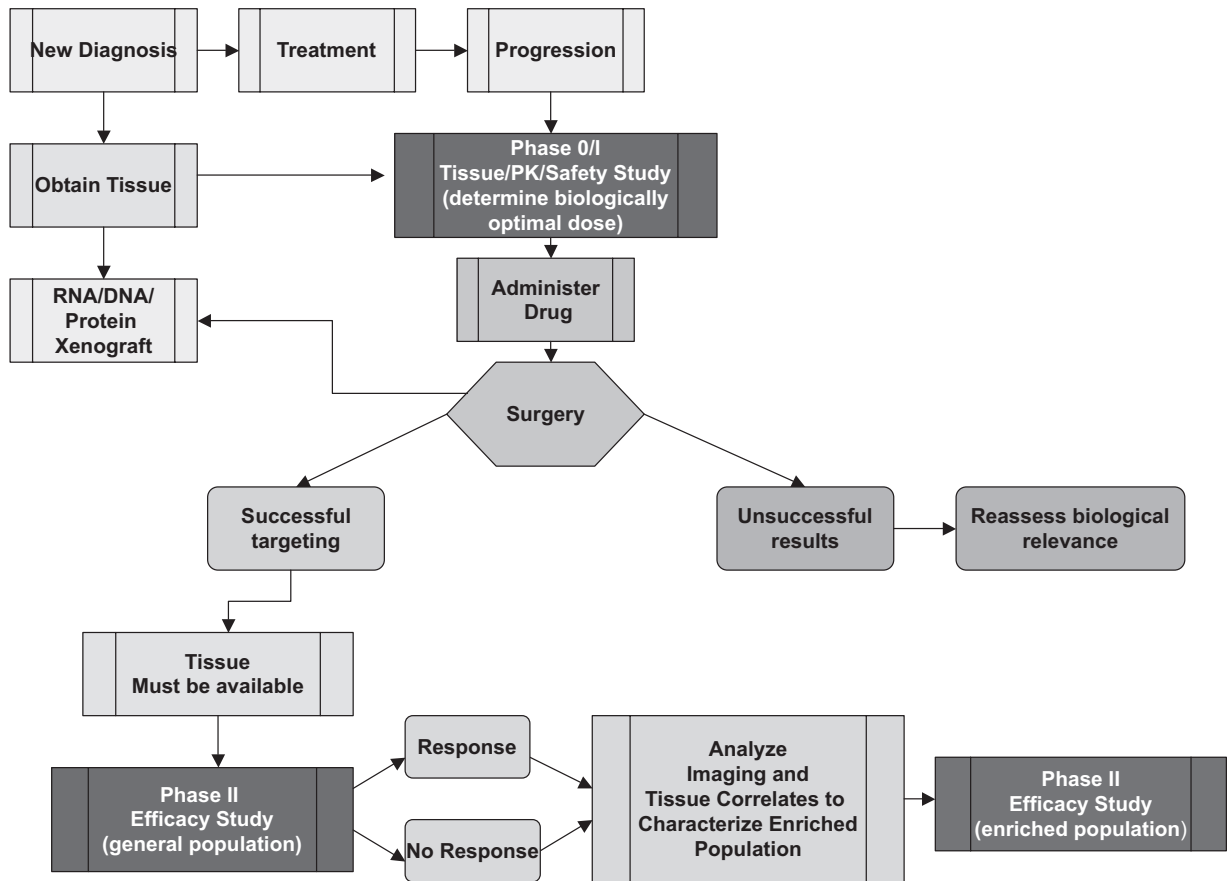 New Diagnosis
Treatment
Progression
Obtain Tissue
Phase 0/I
Tissue/PK/Safety Study
(determine biologically
optimal dose)
RNA/DNA/
Protein
Xenograft
Administer
Drug
Surgery
Successful
targeting
Unsuccessful
results
Reassess biological
relevance
Tissue
Must be available
Phase II
Efficacy Study
(general population)
Response
No Response
Analyze
Imaging and
Tissue Correlates to
Characterize Enriched
Population
Phase II
Efficacy Study
(enriched population)